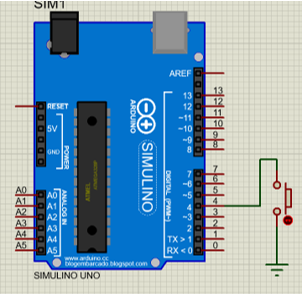 SIM1
AREF
RESET
5V
GND
POWER
ARDUINO
SIMULINO
13 13
12 12
~11 11
~10 10
~9 9
8 8
7 7
~6 6
~5 5
4 4
~3 3
2 2
TX > 1 1
RX < 0 0
DIGITAL (PWM~)
ANALOG IN
A0 A0
A1 A1
A2 A2
A3 A3
A4 A4
A5 A5
www.arduino.cc
blogembarcado.blogspot.com
SIMULINO UNO